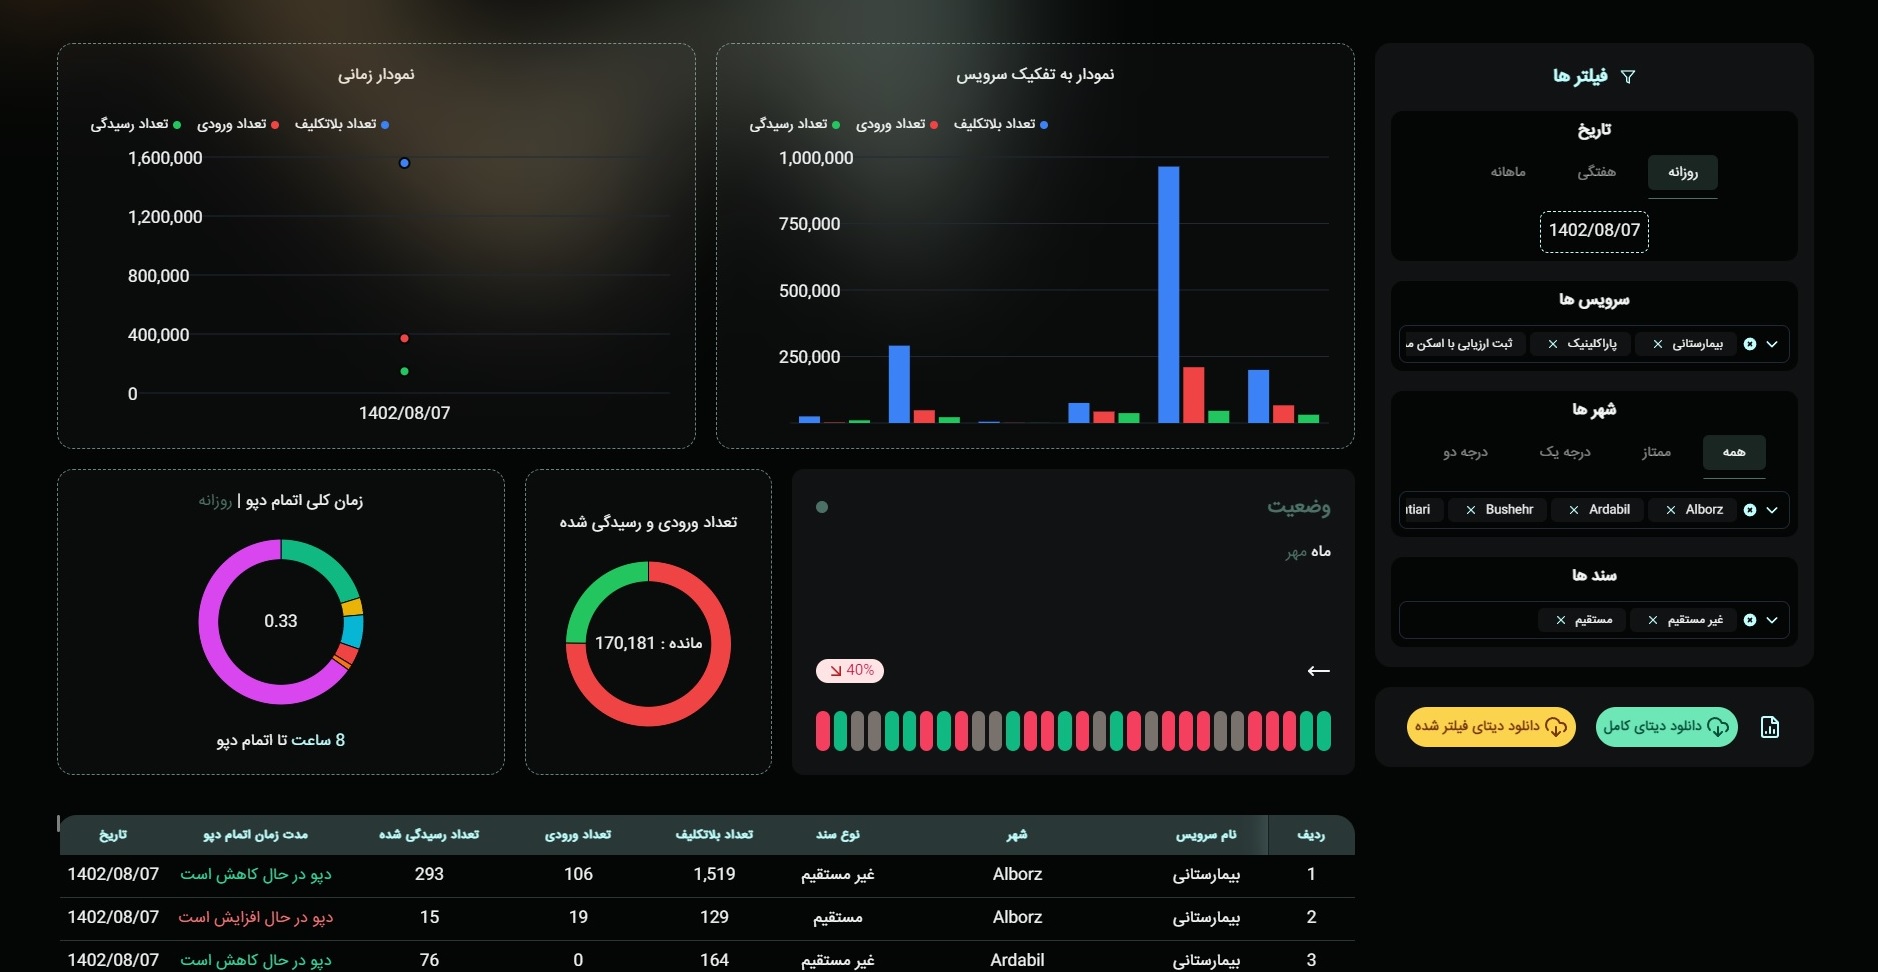 فیلتر ها
تاریخ
روزانه هفتگی ماهانه
1402/08/07
سرویس ها
بیمارستانی پاراکلینیک ثبت ارزیابی با اسکن
شهر ها
همه ممتاز درجه یک درجه دو
Alborz Ardabil Bushehr
سند ها
غیر مستقیم مستقیم
دانلود دیتای کامل دانلود دیتای فیلتر شده
نمودار به تفکیک سرویس
تعداد بلاتکلیف تعداد ورودی تعداد رسیدگی
1,000,000
750,000
500,000
250,000
نمودار زمانی
تعداد بلاتکلیف تعداد ورودی تعداد رسیدگی
1,600,000
1,200,000
800,000
400,000
0
1402/08/07
وضعیت
ماه مهر
40%
تعداد ورودی و رسیدگی شده
مانده : 170,181
زمان کلی اتمام دپو | روزانه
0.33
8 ساعت تا اتمام دپو
ردیف نام سرویس شهر نوع سند تعداد بلاتکلیف تعداد ورودی تعداد رسیدگی شده مدت زمان اتمام دپو تاریخ
1 بیمارستانی Alborz غیر مستقیم 1,519 106 293 دپو در حال کاهش است 1402/08/07
2 بیمارستانی Alborz مستقیم 129 19 15 دپو در حال افزایش است 1402/08/07
3 بیمارستانی Ardabil غیر مستقیم 164 0 76 دپو در حال کاهش است 1402/08/07